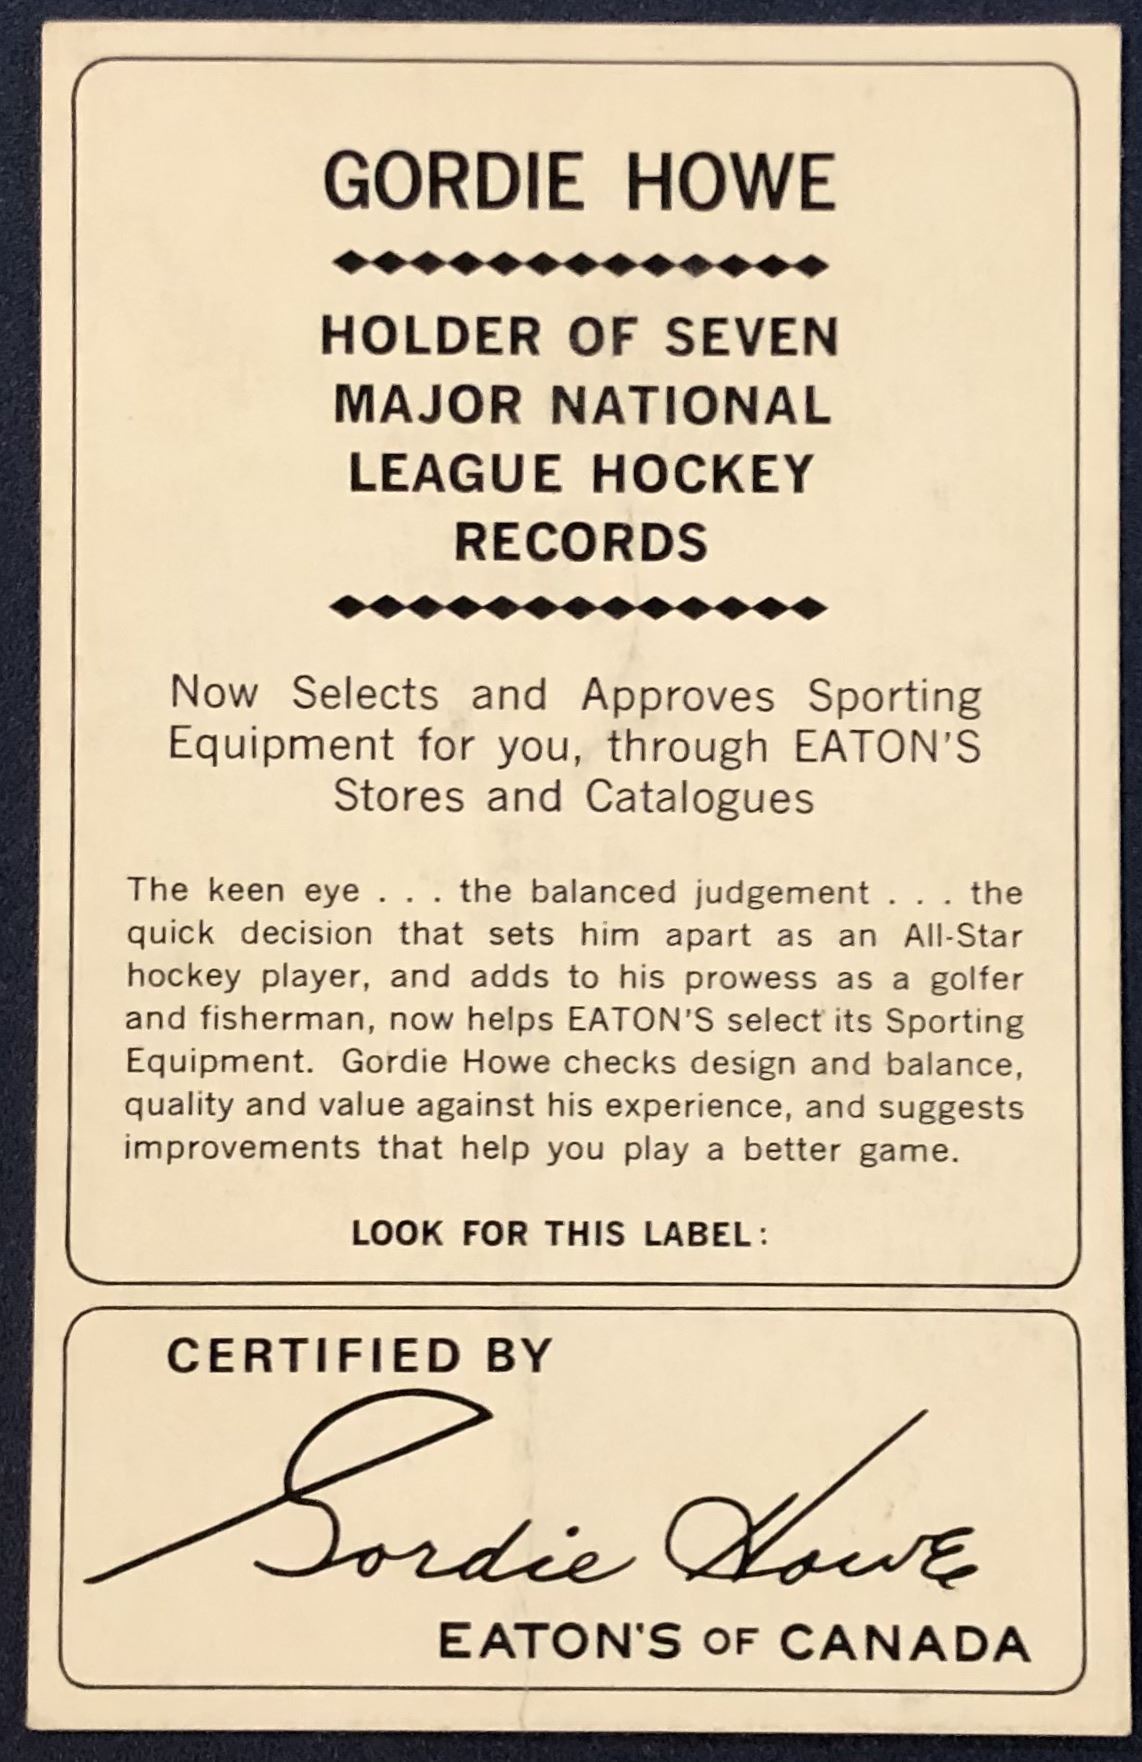 GORDIE HOWE
HOLDER OF SEVEN
MAJOR NATIONAL
LEAGUE HOCKEY
RECORDS
Now Selects and Approves Sporting
Equipment for you, through EATON'S
Stores and Catalogues
The keen eye . . . the balanced judgement . . . the
quick decision that sets him apart as an All-Star
hockey player, and adds to his prowess as a golfer
and fisherman, now helps EATON'S select its Sporting
Equipment. Gordie Howe checks design and balance,
quality and value against his experience, and suggests
improvements that help you play a better game.
LOOK FOR THIS LABEL:
CERTIFIED BY
Gordie Howe
EATON'S OF CANADA